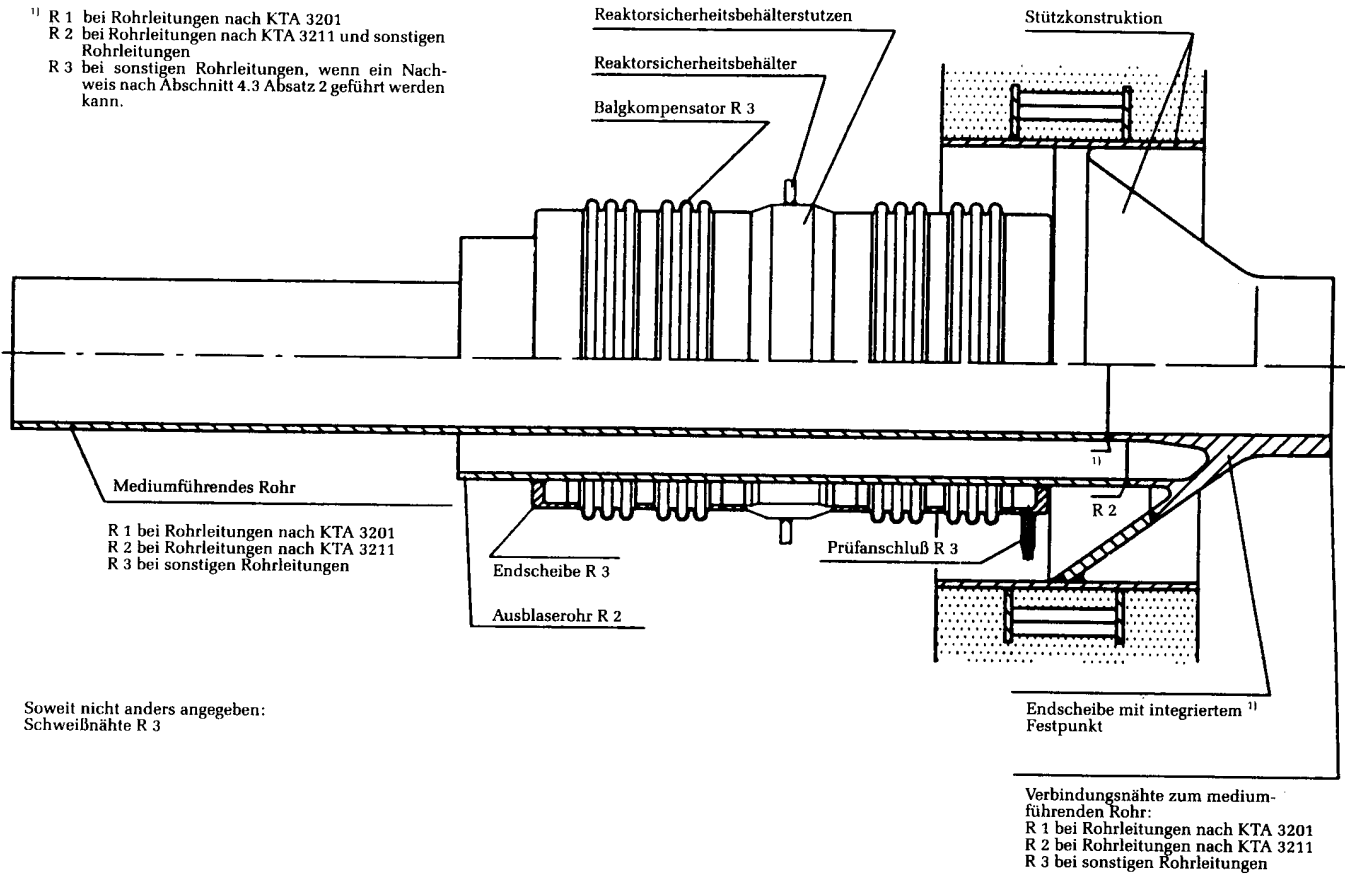 1) R 1 bei Rohrleitungen nach KTA 3201
R 2 bei Rohrleitungen nach KTA 3211 und sonstigen
Rohrleitungen
R 3 bei sonstigen Rohrleitungen, wenn ein Nach-
weis nach Abschnitt 4.3 Absatz 2 geführt werden
kann.
Reaktorsicherheitsbehälterstutzen
Reaktorsicherheitsbehälter
Balgkompensator R 3
Stützkonstruktion
1)
R 2
Mediumführendes Rohr
R 1 bei Rohrleitungen nach KTA 3201
R 2 bei Rohrleitungen nach KTA 3211
R 3 bei sonstigen Rohrleitungen
Endscheibe R 3
Ausblaserohr R 2
Prüfanschluß R 3
Soweit nicht anders angegeben:
Schweißnähte R 3
Endscheibe mit integriertem 1)
Festpunkt
Verbindungsnähte zum medium-
führenden Rohr:
R 1 bei Rohrleitungen nach KTA 3201
R 2 bei Rohrleitungen nach KTA 3211
R 3 bei sonstigen Rohrleitungen